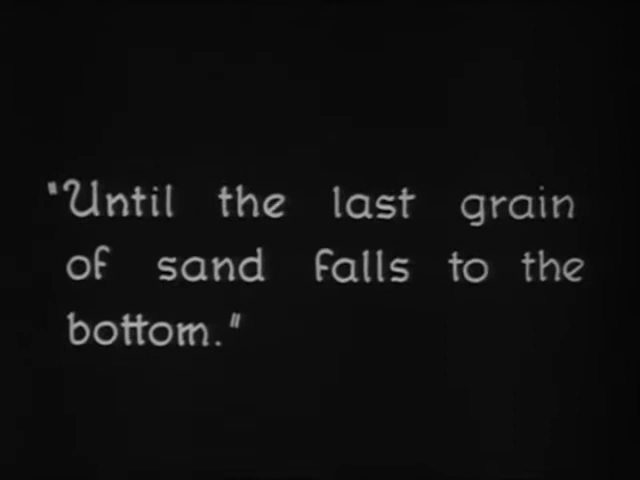 "Until the last grain
of sand falls to the
bottom."